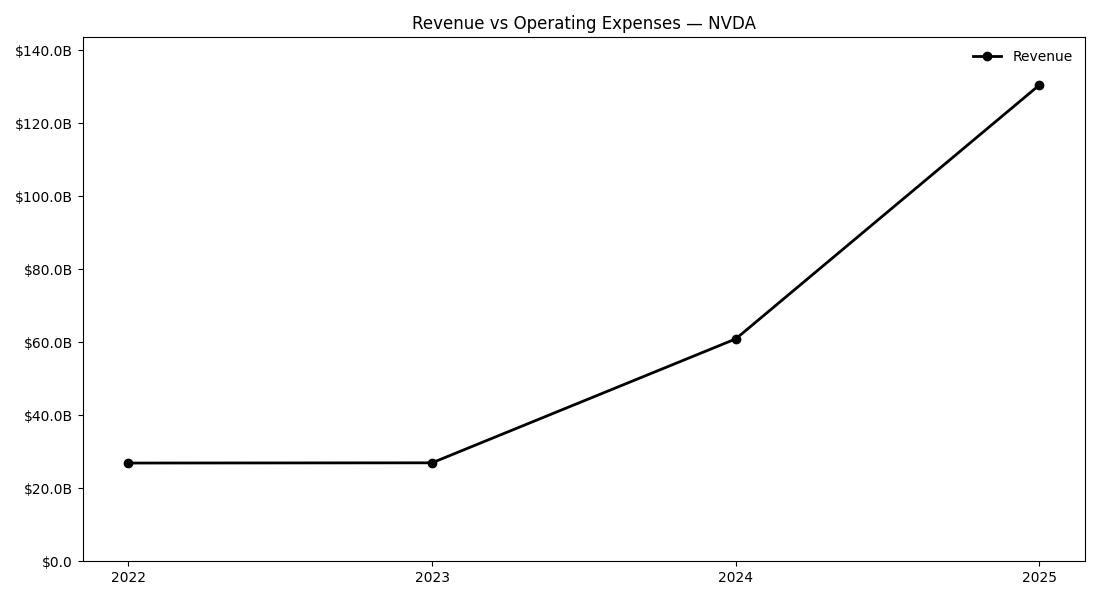 Revenue vs Operating Expenses — NVDA
Revenue
$140.0B
$120.0B
$100.0B
$80.0B
$60.0B
$40.0B
$20.0B
$0.0
2022
2023
2024
2025